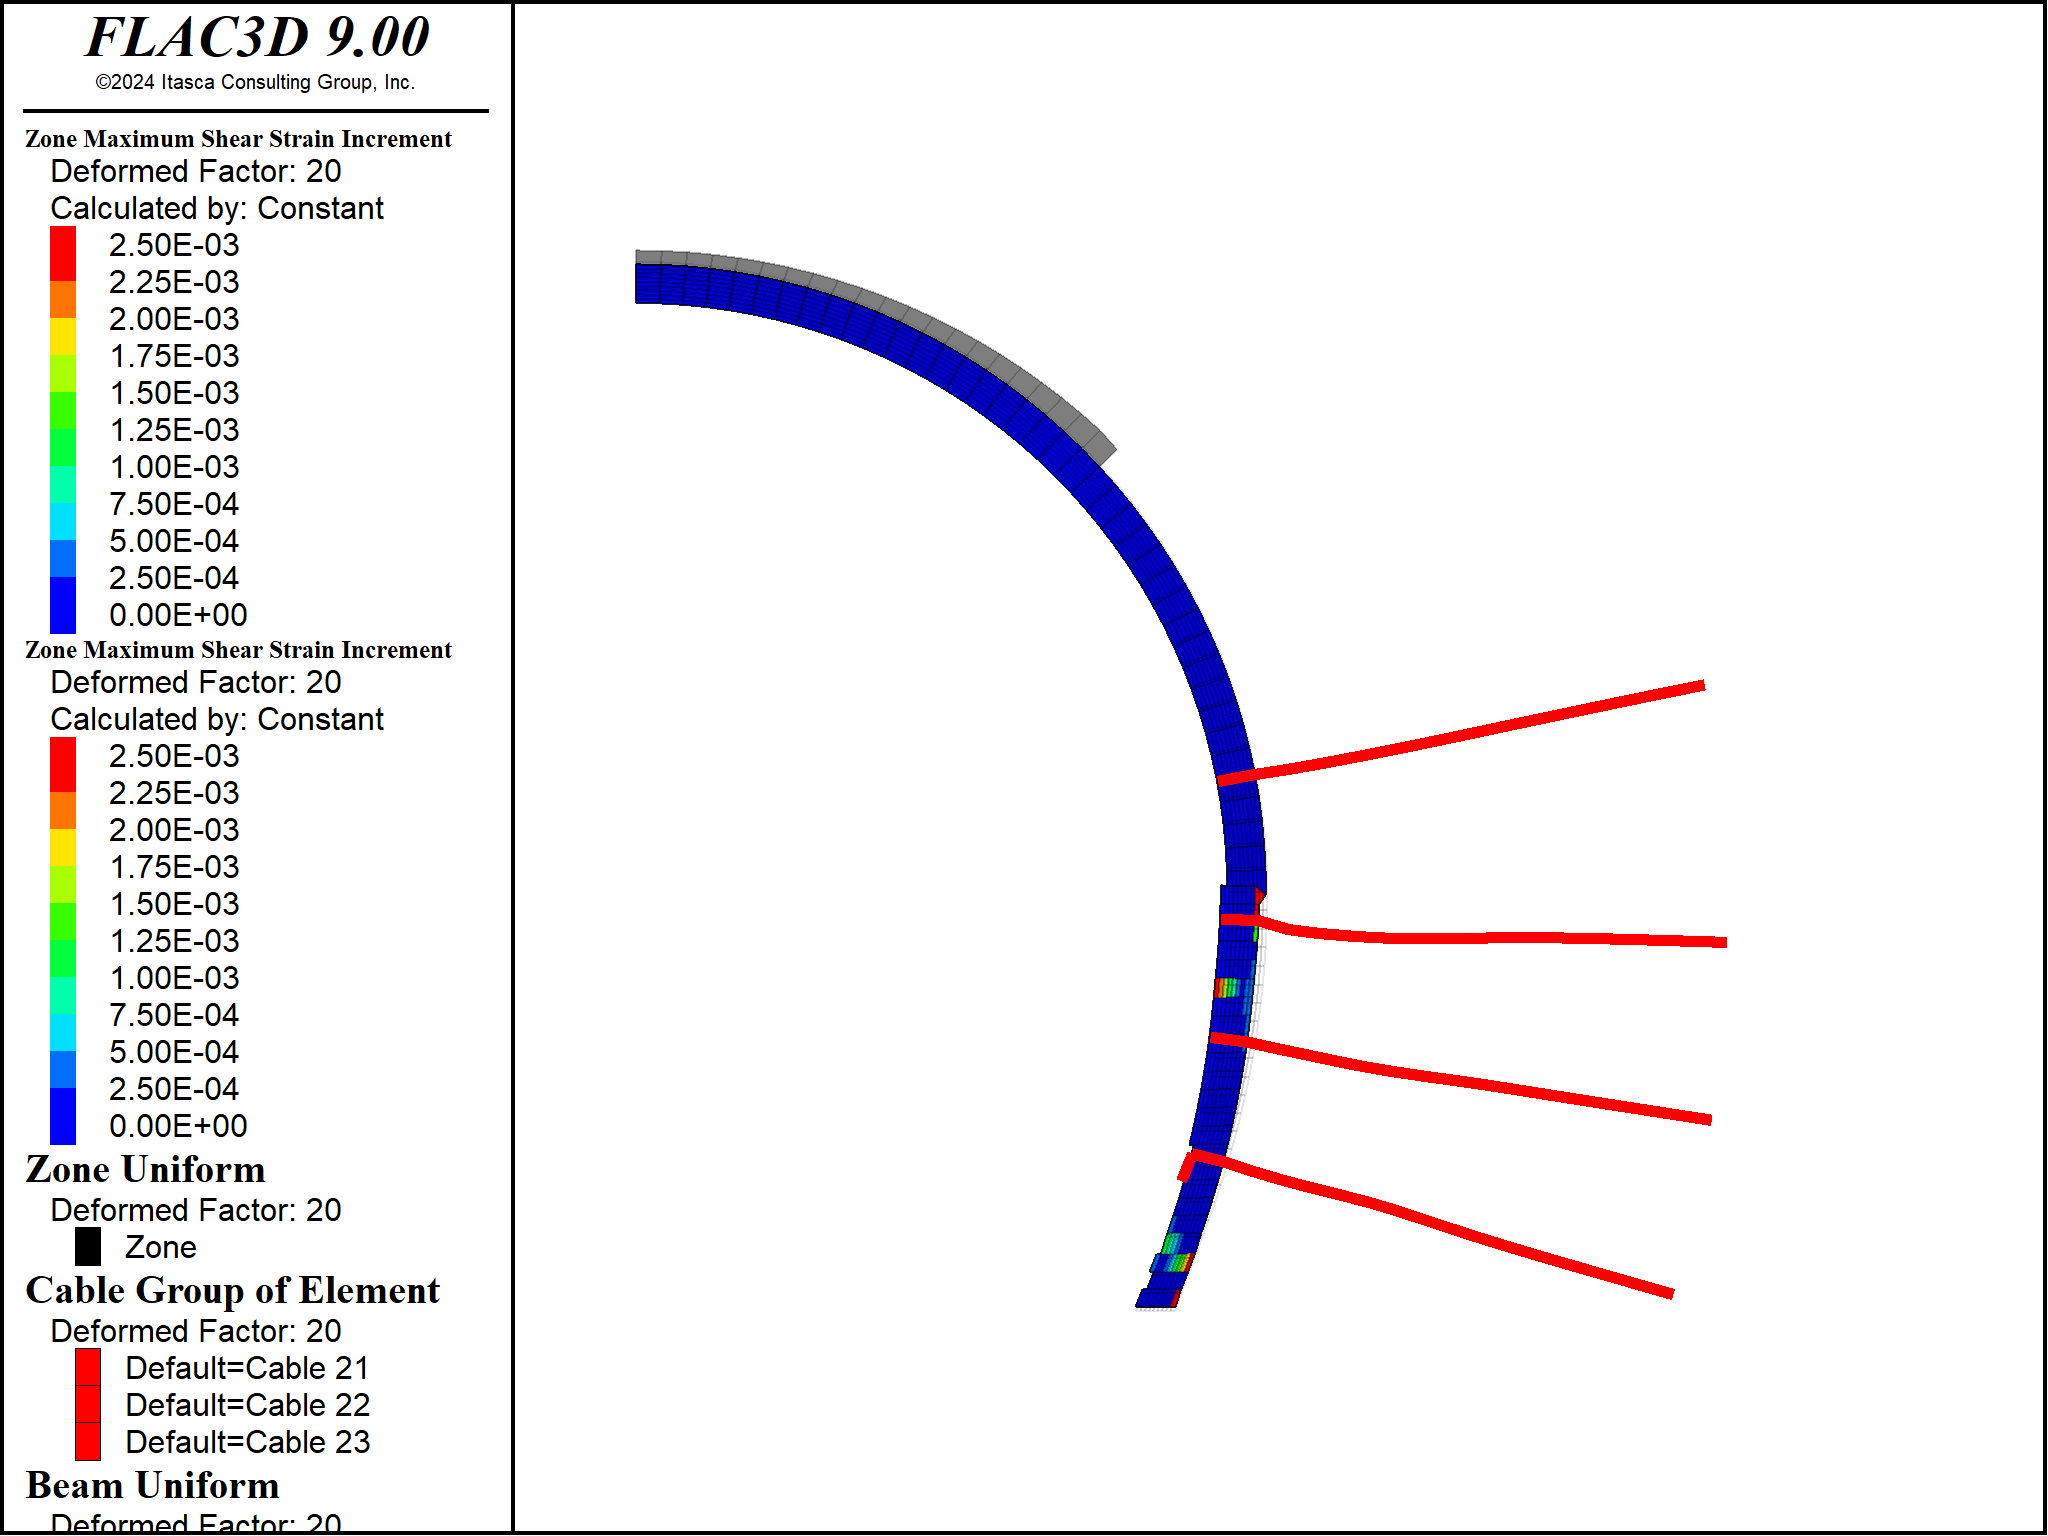 FLAC3D 9.00
©2024 Itasca Consulting Group, Inc.
Zone Maximum Shear Strain Increment
Deformed Factor: 20
Calculated by: Constant
2.50E-03
2.25E-03
2.00E-03
1.75E-03
1.50E-03
1.25E-03
1.00E-03
7.50E-04
5.00E-04
2.50E-04
0.00E+00
Zone Maximum Shear Strain Increment
Deformed Factor: 20
Calculated by: Constant
2.50E-03
2.25E-03
2.00E-03
1.75E-03
1.50E-03
1.25E-03
1.00E-03
7.50E-04
5.00E-04
2.50E-04
0.00E+00
Zone Uniform
Deformed Factor: 20
Zone
Cable Group of Element
Deformed Factor: 20
Default=Cable 21
Default=Cable 22
Default=Cable 23
Beam Uniform
Deformed Factor: 20